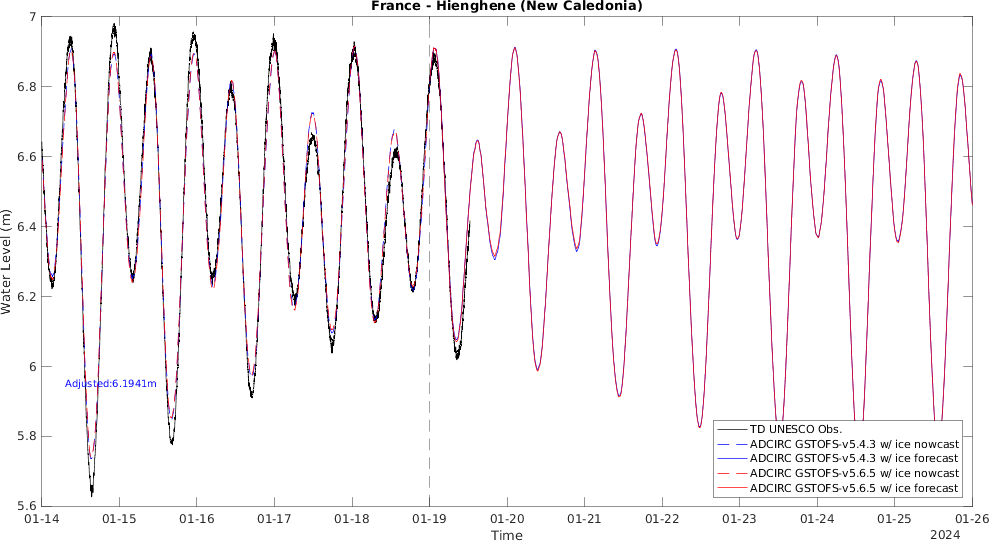 France - Hienghene (New Caledonia)
7
6.8
6.6
6.4
6.2
6
5.8
5.6
Water Level (m)
Adjusted:6.1941m
TD UNESCO Obs.
ADCIRC GSTOFS-v5.4.3 w/ ice nowcast
ADCIRC GSTOFS-v5.4.3 w/ ice forecast
ADCIRC GSTOFS-v5.6.5 w/ ice nowcast
ADCIRC GSTOFS-v5.6.5 w/ ice forecast
01-14 01-15 01-16 01-17 01-18 01-19 01-20 01-21 01-22 01-23 01-24 01-25 01-26
Time
2024